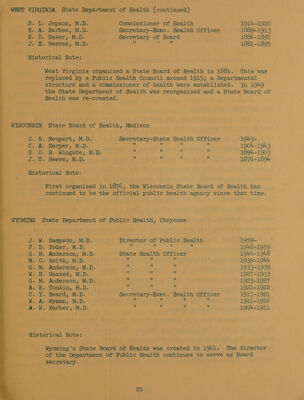 WEST VIRGINIA State Department of Health (continued)
S. L. Jepson, M.D. Commissioner of Health 1914-1920
H. A. Barbee, M.D. Secretary-Exec. Health Officer 1889-1913
H. D. Baker, M.D. Secretary of Board 1886-1897
J. E. Reeves, M.D. " " " 1881-1895
Historical Note:
West Virginia organized a State Board of Health in 1881. This was
replaced by a Public Health Council around 1915; a departmental
structure and a commissioner of health were established. In 1949
the State Department of Health was reorganized and a State Board of
Health was re-created.
WISCONSIN State Board of Health, Madison
C. N. Neupert, M.D. Secretary-State Health Officer 1943-
C. A. Harper, M.D. " " " " 1904-1943
U. O. B. Wingate, M.D. " " " " 1894-1903
J. T. Reeve, M.D. " " " " 1876-1894
Historical Note:
First organized in 1876, the Wisconsin State Board of Health has
continued to be the official public health agency since that time.
WYOMING State Department of Public Health, Cheyenne
J. W. Sampson, M.D. Director of Public Health 1959-
F. D. Yoder, M.D. " " " " 1948-1959
G. M. Anderson, M.D. State Health Officer 1944-1948
M. C. Keith, M.D. " " " 1939-1944
G. M. Anderson, M.D. " " " 1933-1939
W. H. Hassed, M.D. " " " 1927-1933
G. M. Anderson, M.D. " " " 1923-1927
A. B. Tonkin, M.D. " " " 1921-1922
C. Y. Beard, M.D. Secretary-Exec. Health Officer 1917-1921
W. A. Wyman, M.D. " " " " 1911-1916
A. W. Barber, M.D. " " " " 1904-1911
Historical Note:
Wyoming's State Board of Health was created in 1901. The director
of the Department of Public Health continues to serve as Board
secretary.
25